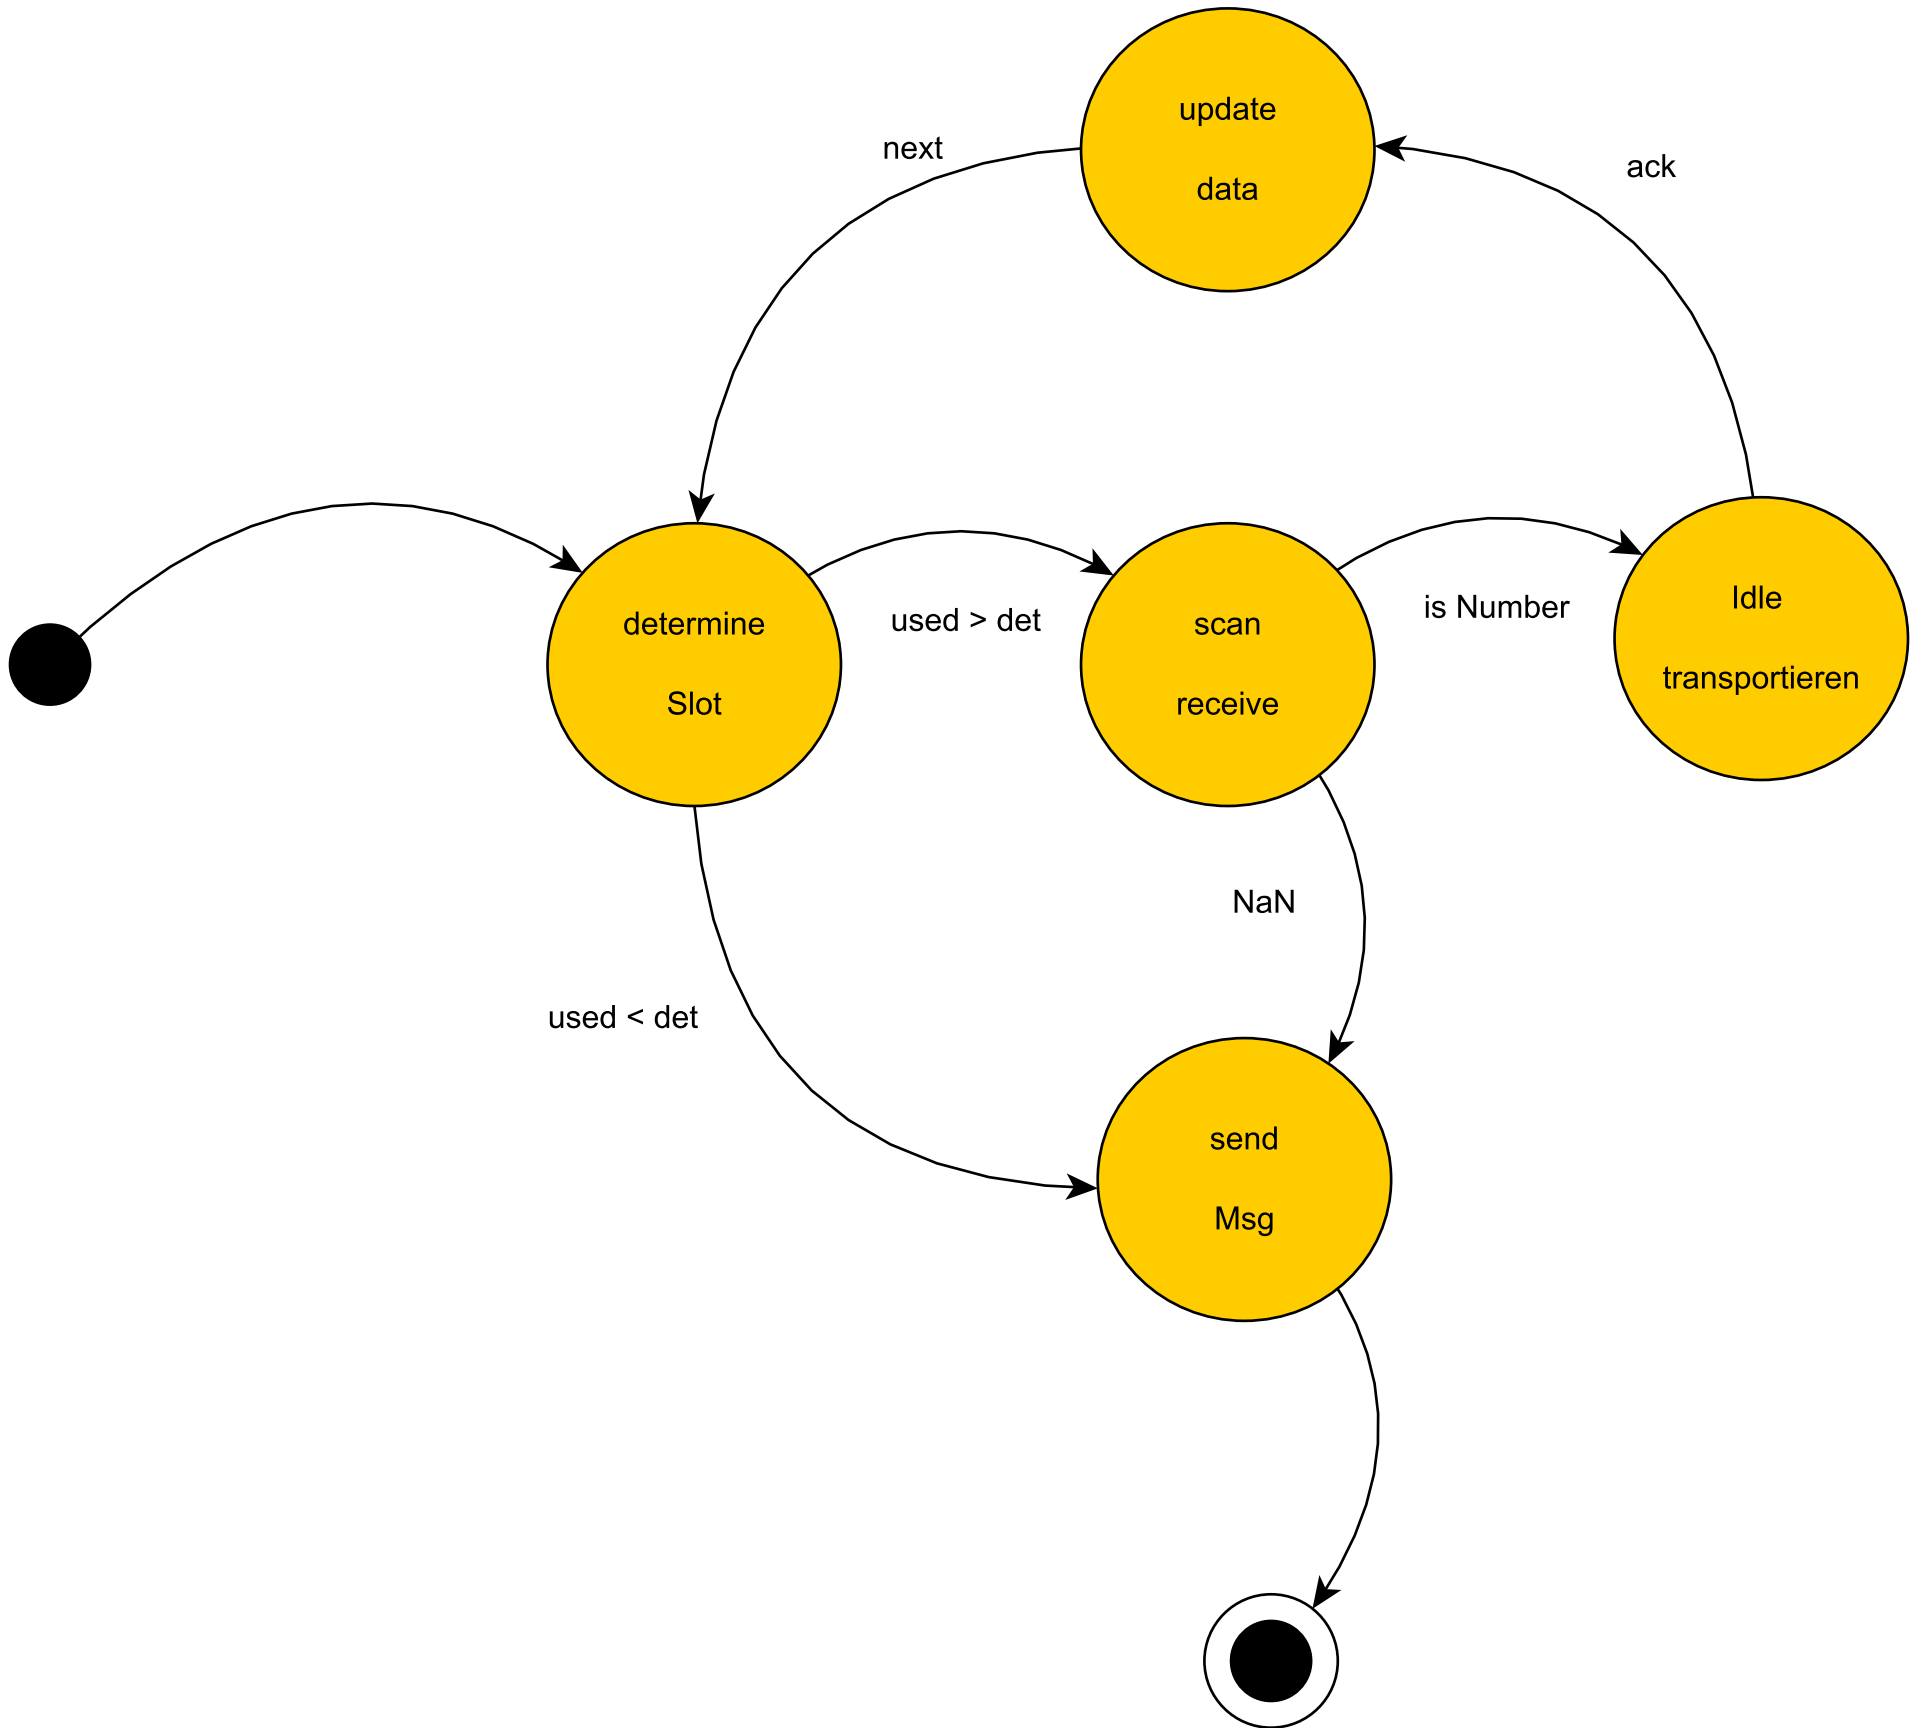 update
data
next
ack
determine
Slot
used > det
scan
receive
is Number
Idle
transportieren
NaN
used < det
send
Msg